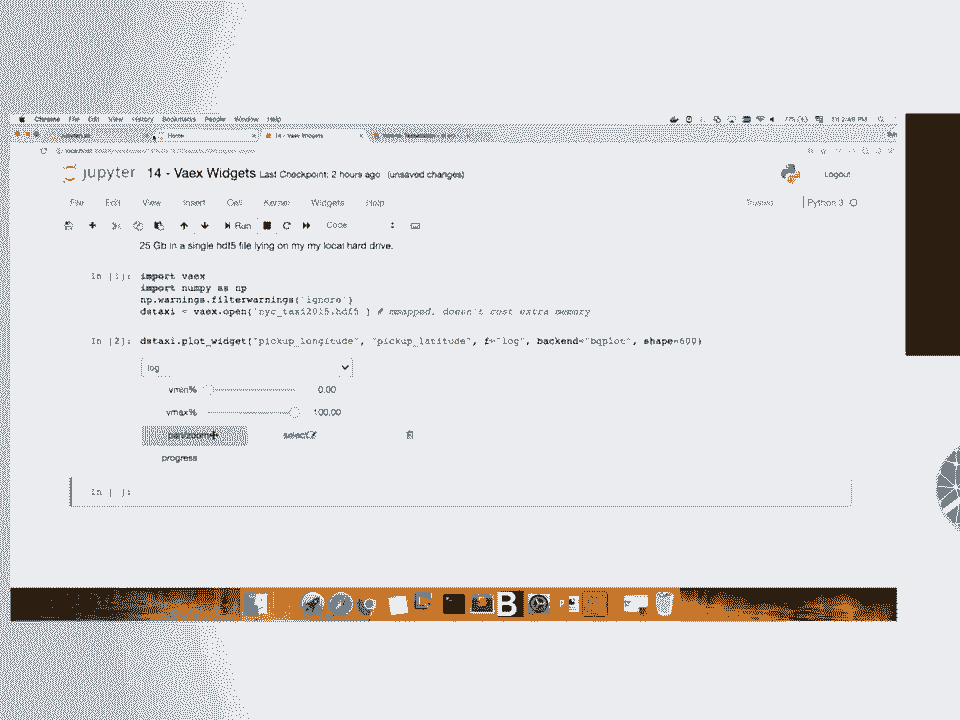 Chrome File Edit View History Bookmarks People Window Help
Home 14 - Vaex Widgets
jupyter 14 - Vaex Widgets Last Checkpoint: 2 hours ago (unsaved changes) Logout
File Edit View Insert Cell Kernel Widgets Help Trusted Python 3
Run Code
25 Gb in a single hdf5 file lying on my my local hard drive.
In [1]: import vaex
import numpy as np
np.warnings.filterwarnings('ignore')
dstaxi = vaex.open('nyc_taxi2015.hdf5') # mmapped, doesn't cost extra memory
In [2]: dstaxi.plot_widget("pickup_longitude", "pickup_latitude", f="log", backend="bqplot", shape=600)
log
vmin% 0.00
vmax% 100.00
pan/zoom select
progress
In [ ]:
B